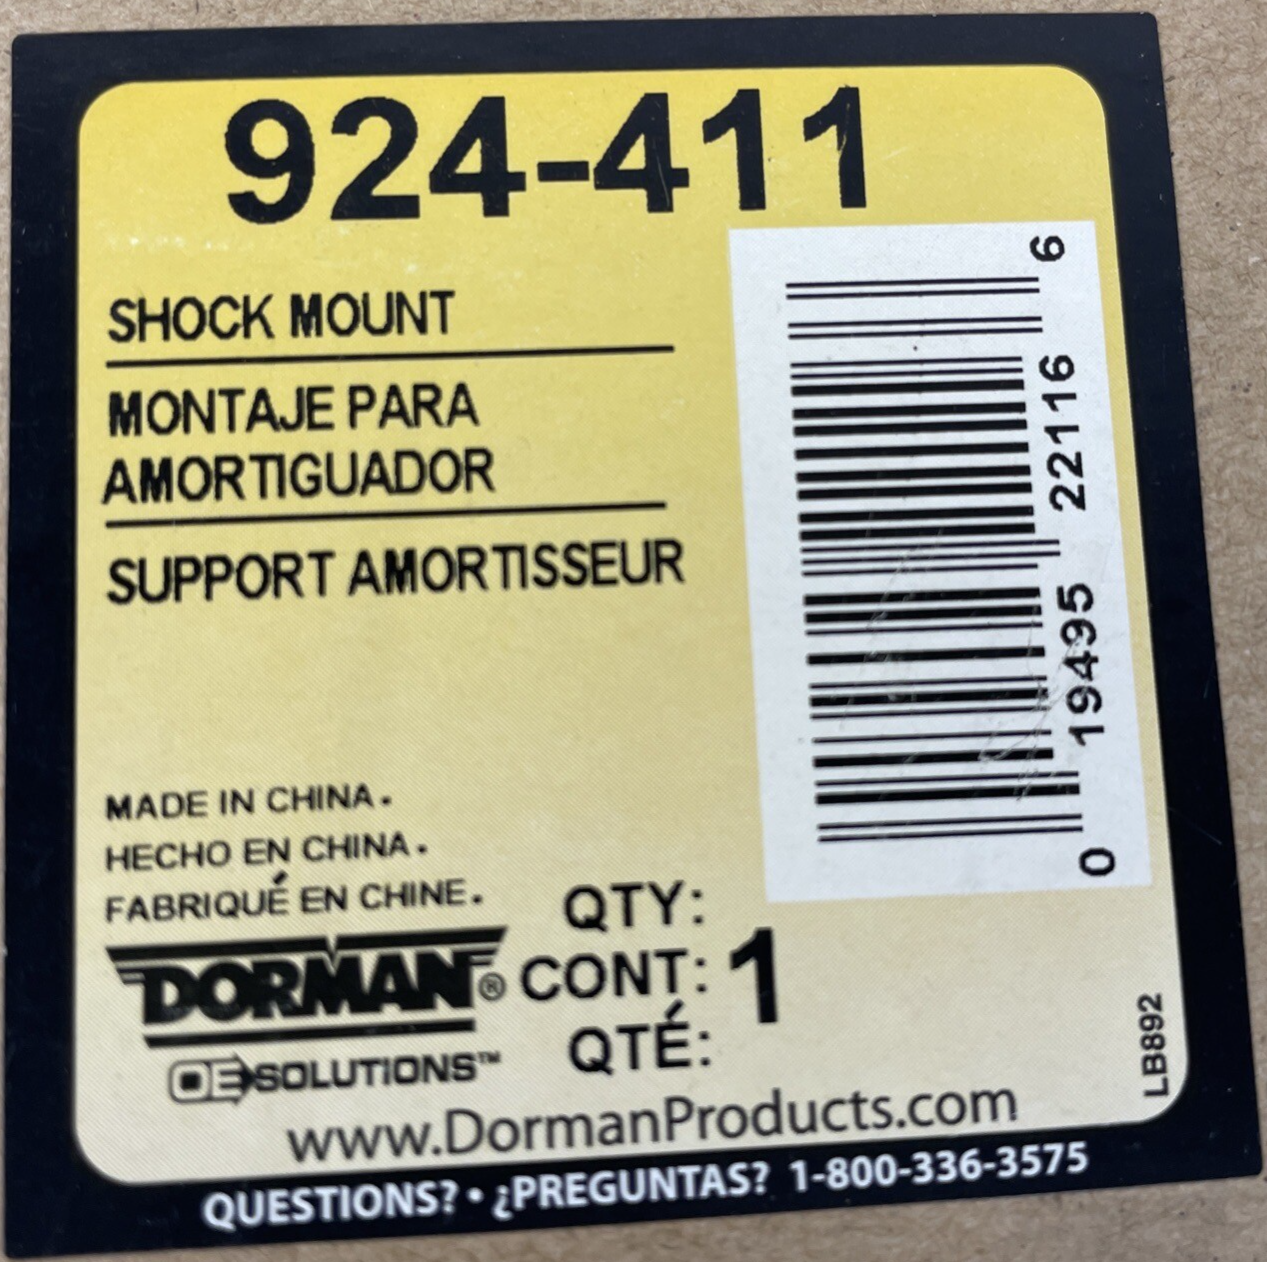 924-411
SHOCK MOUNT
MONTAJE PARA
AMORTIGUADOR
SUPPORT AMORTISSEUR
0 19495 22116 6
MADE IN CHINA.
HECHO EN CHINA.
FABRIQUÉ EN CHINE.
DORMAN®
OE SOLUTIONS™
QTY:
CONT: 1
QTÉ:
LB892
www.DormanProducts.com
QUESTIONS? • ¿PREGUNTAS? 1-800-336-3575